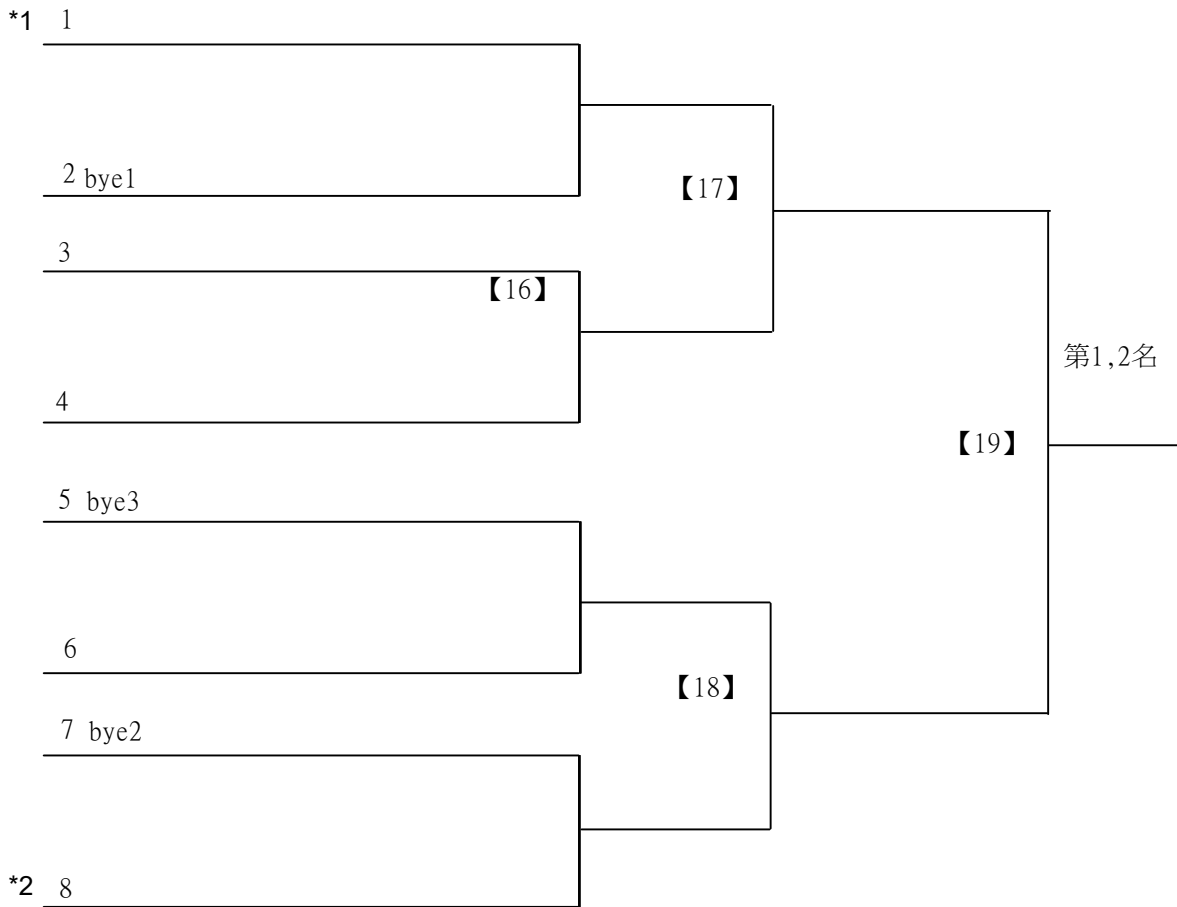 *1 1
2 bye1
【17】
3
【16】
第1,2名
4
【19】
5 bye3
6
【18】
7 bye2
*2 8